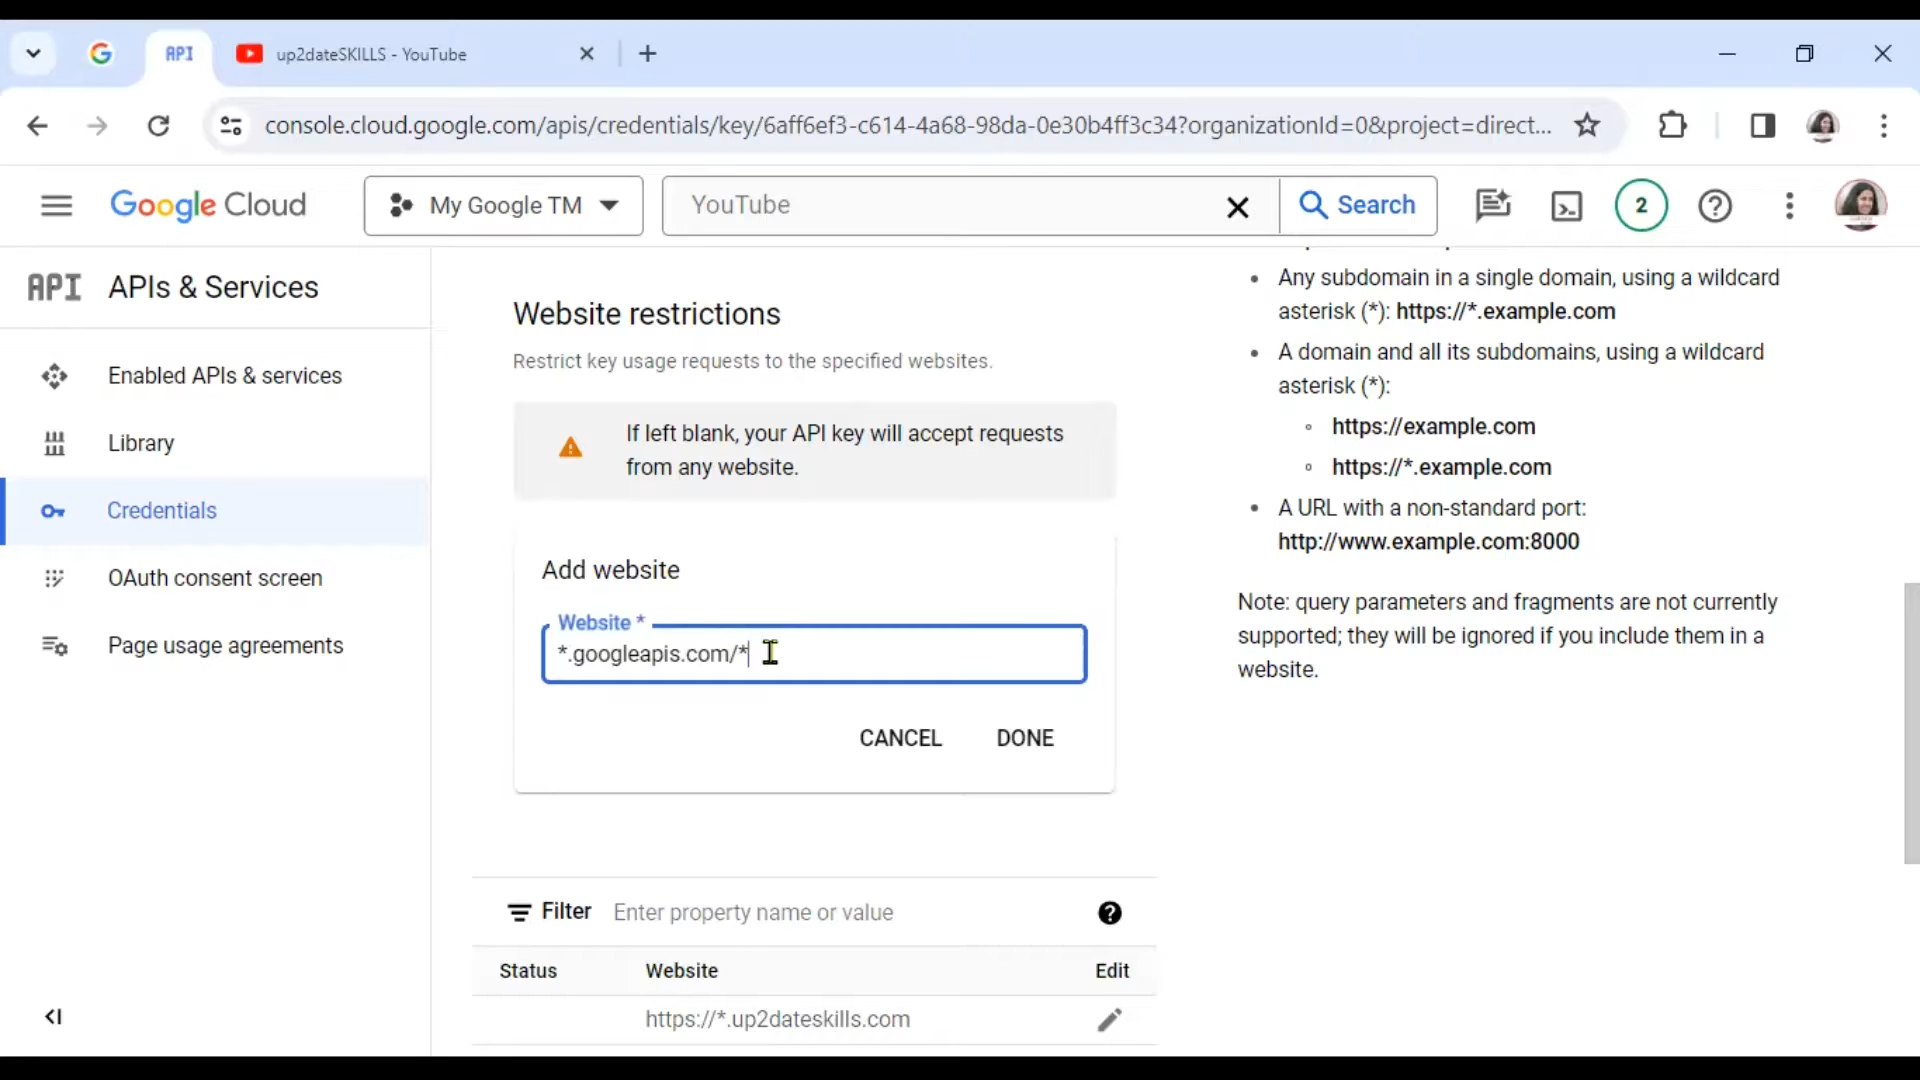 API
up2dateSKILLS - YouTube
console.cloud.google.com/apis/credentials/key/6aff6ef3-c614-4a68-98da-0e30b4ff3c34?organizationId=0&project=direct...
Google Cloud
My Google TM
YouTube
Search
2
API APIs & Services
Enabled APIs & services
Library
Credentials
OAuth consent screen
Page usage agreements
Website restrictions
Restrict key usage requests to the specified websites.
If left blank, your API key will accept requests
from any website.
Add website
Website *
*.googleapis.com/*
CANCEL
DONE
Filter
Enter property name or value
Status
Website
Edit
https://*.up2dateskills.com
Any subdomain in a single domain, using a wildcard
asterisk (*): https://*.example.com
A domain and all its subdomains, using a wildcard
asterisk (*):
https://example.com
https://*.example.com
A URL with a non-standard port:
http://www.example.com:8000
Note: query parameters and fragments are not currently
supported; they will be ignored if you include them in a
website.